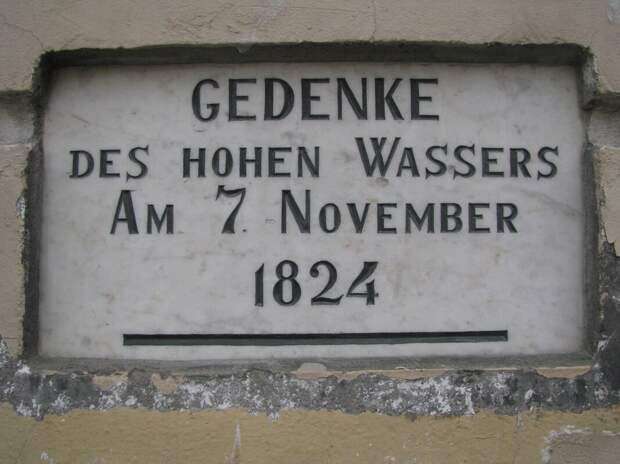 GEDENKE
DES HOHEN WASSERS
AM 7. NOVEMBER
1824